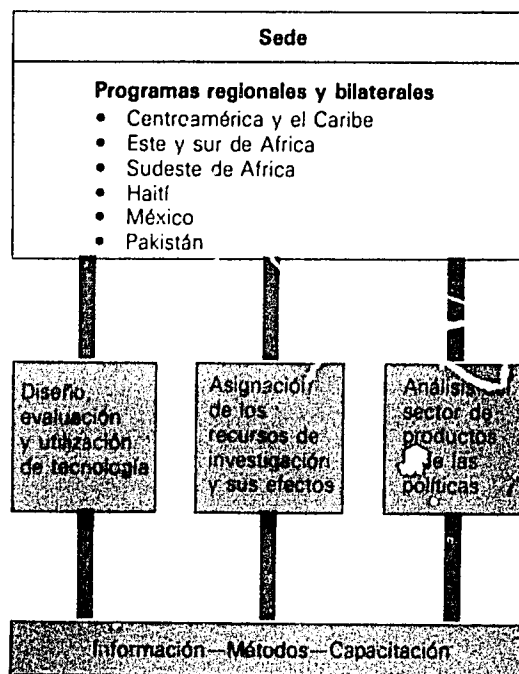 Sede
Programas regionales y bilaterales
• Centroamérica y el Caribe
• Este y sur de Africa
• Sudeste de Africa
• Haití
• México
• Pakistán
Diseño,
evaluación
y utilización
de tecnología
Asignación
de los
recursos de
investigación
y sus efectos
Análisis
sector de
productos
de las
políticas
Información—Métodos—Capacitación